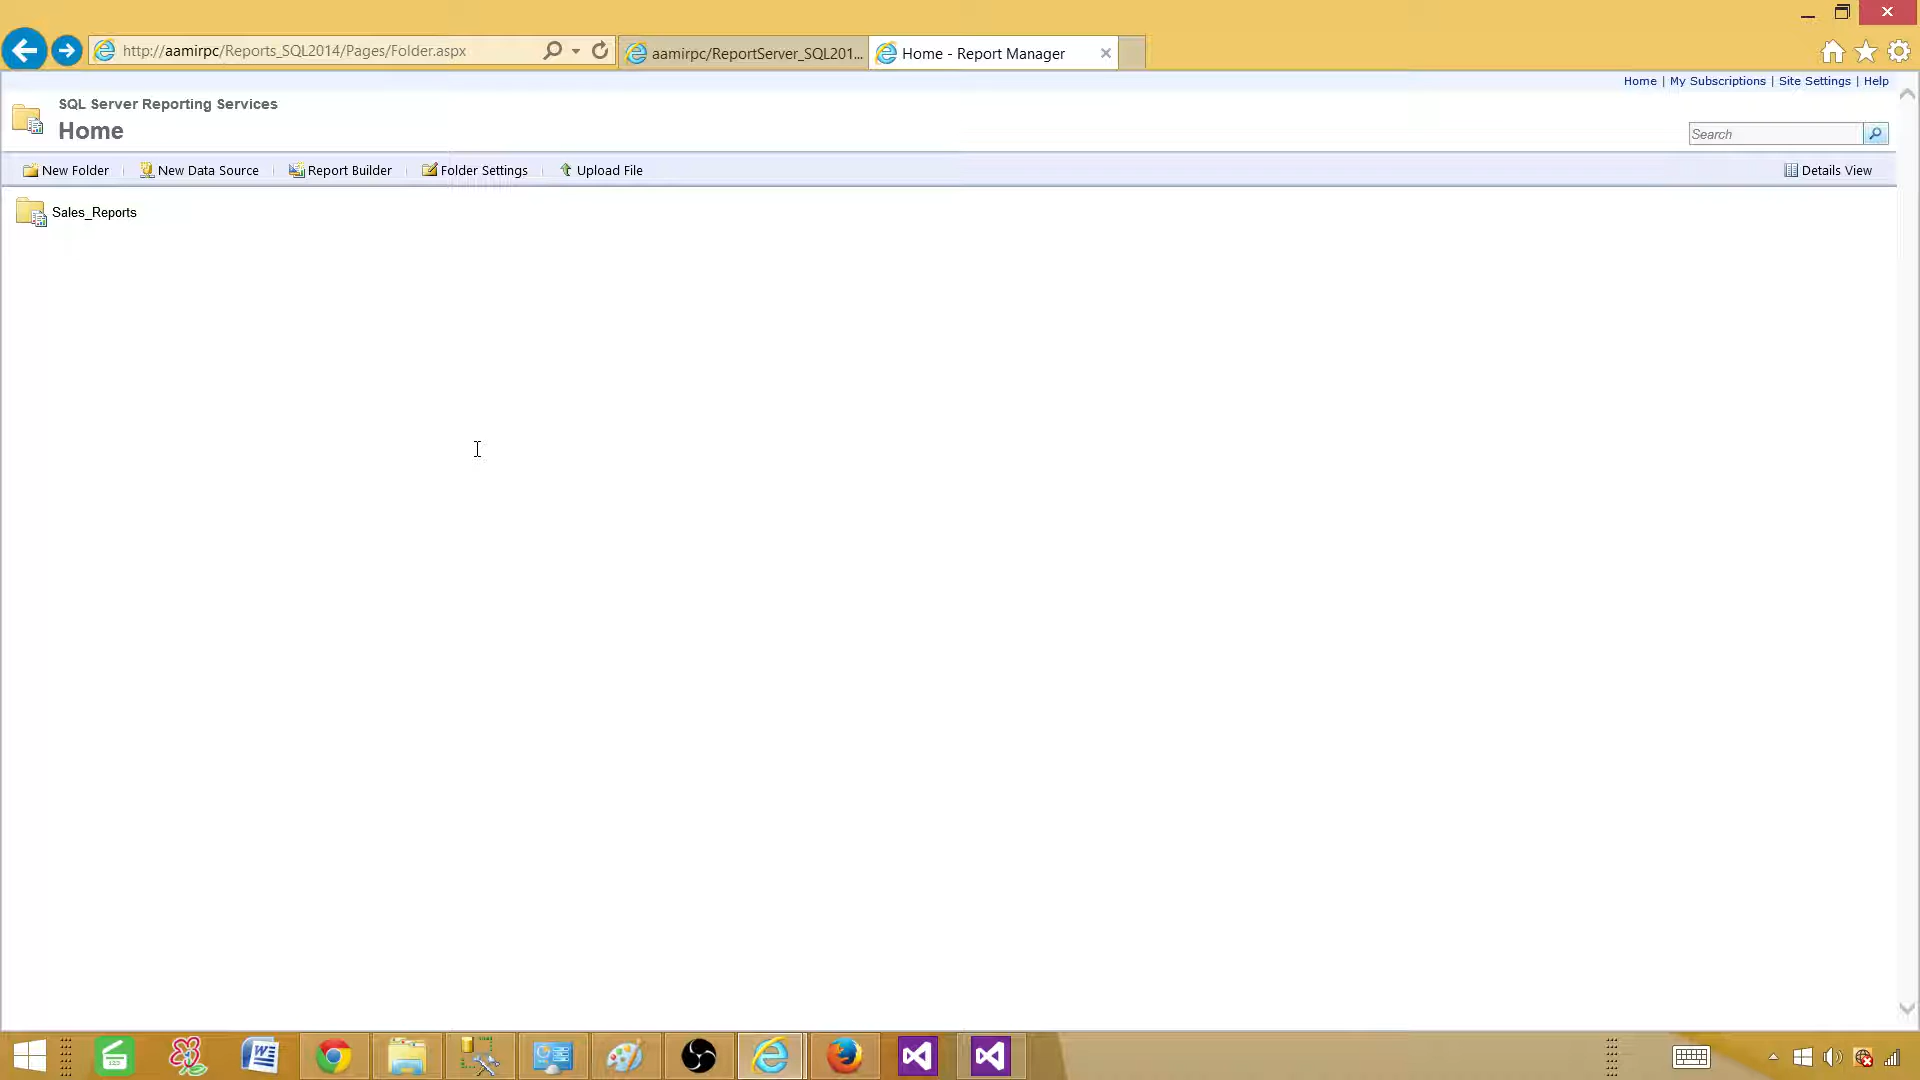 http://aamirpc/Reports_SQL2014/Pages/Folder.aspx
aamirpc/ReportServer_SQL201...
Home - Report Manager
Home | My Subscriptions | Site Settings | Help
SQL Server Reporting Services
Home
Search
New Folder
New Data Source
Report Builder
Folder Settings
Upload File
Details View
Sales_Reports